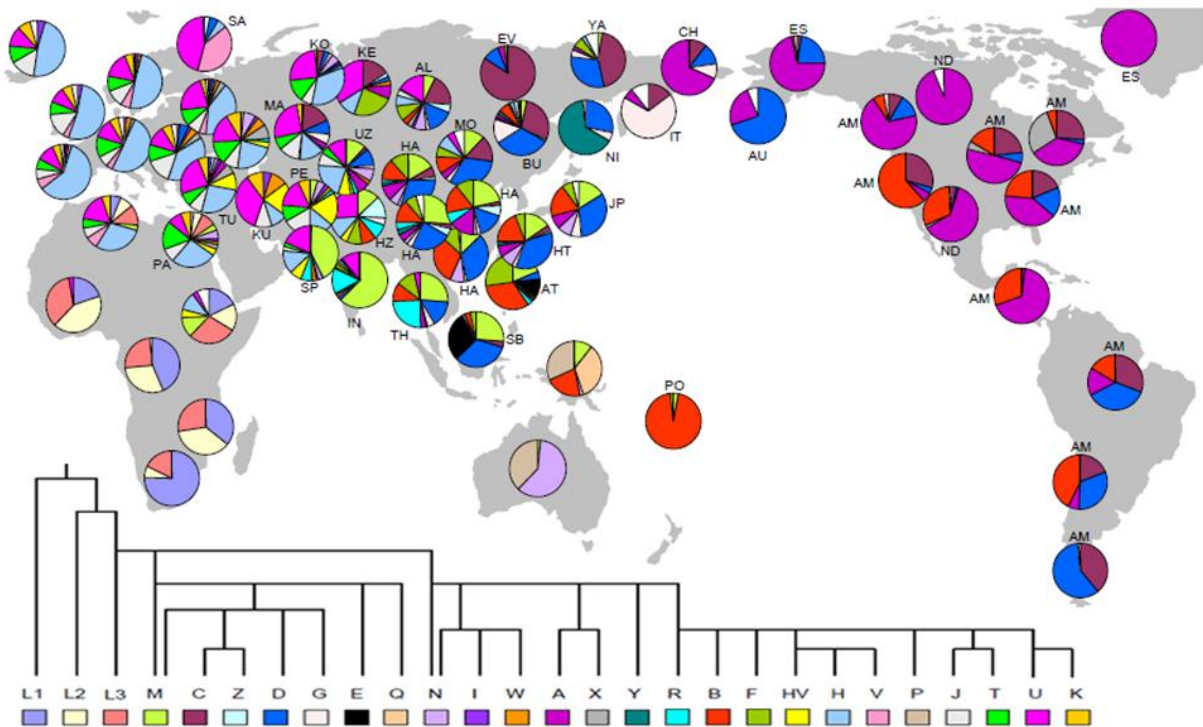 SA
YA
CH
ES
ES
KO
KE
EV
ND
AL
MA
IT
AM
AM
AM
UZ
MO
BU
NI
AU
HA
PE
AM
HA
JP
AM
TU
KU
HZ
HA
HT
ND
PA
SP
HA
AT
IN
TH
AM
SB
AM
PO
AM
AM
L1 L2 L3 M C Z D G E Q N I W A X Y R B F HV H V P J T U K